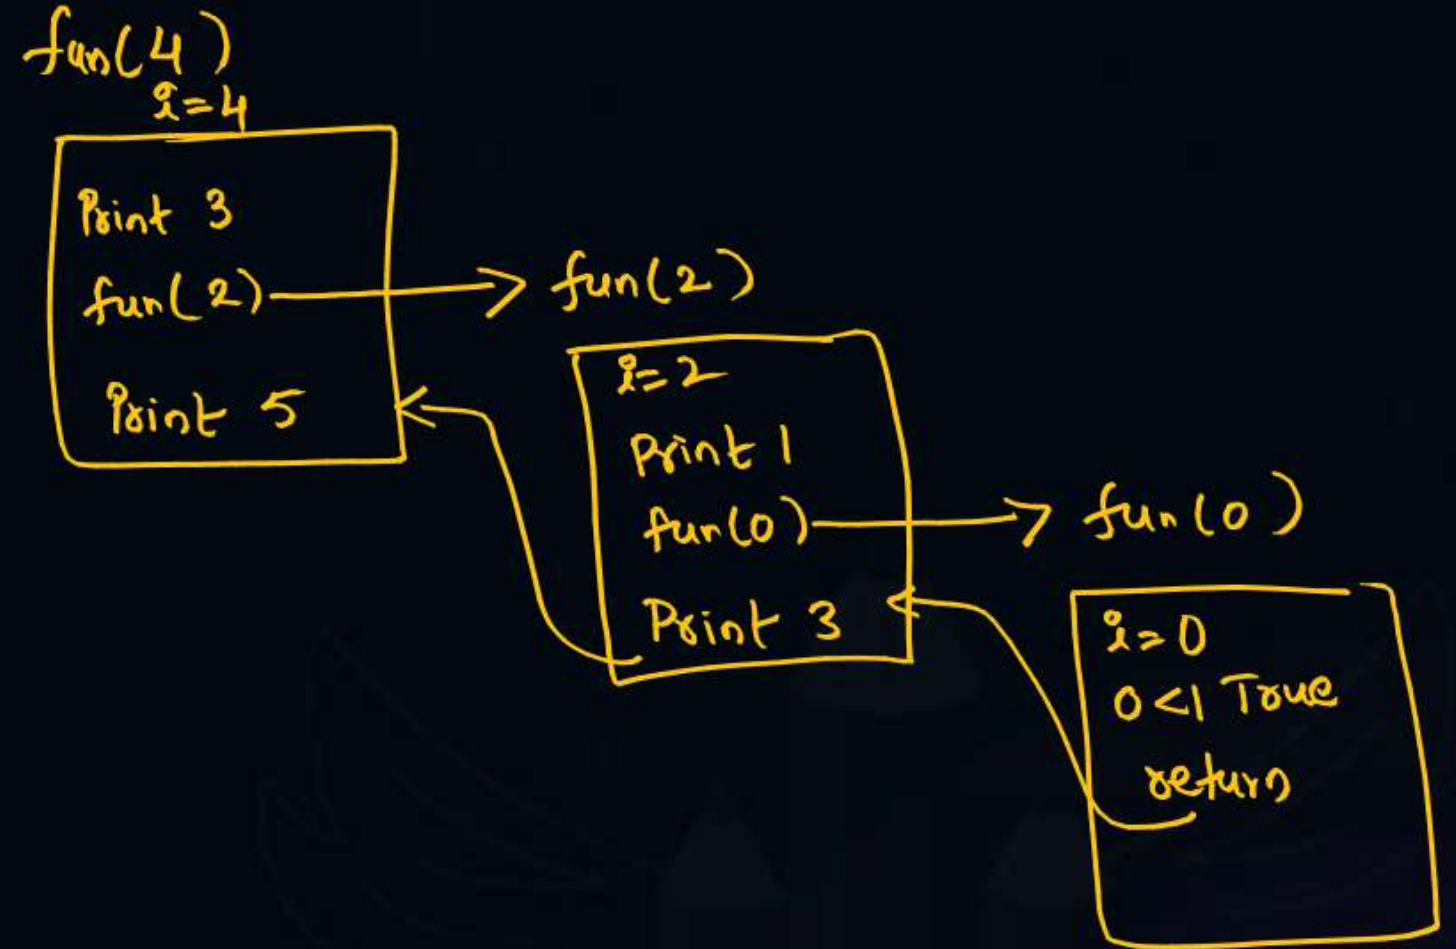 fun(4)
i=4
Print 3
fun(2)
Print 5
fun(2)
i=2
Print 1
fun(0)
Print 3
fun(0)
i=0
0<1 True
return